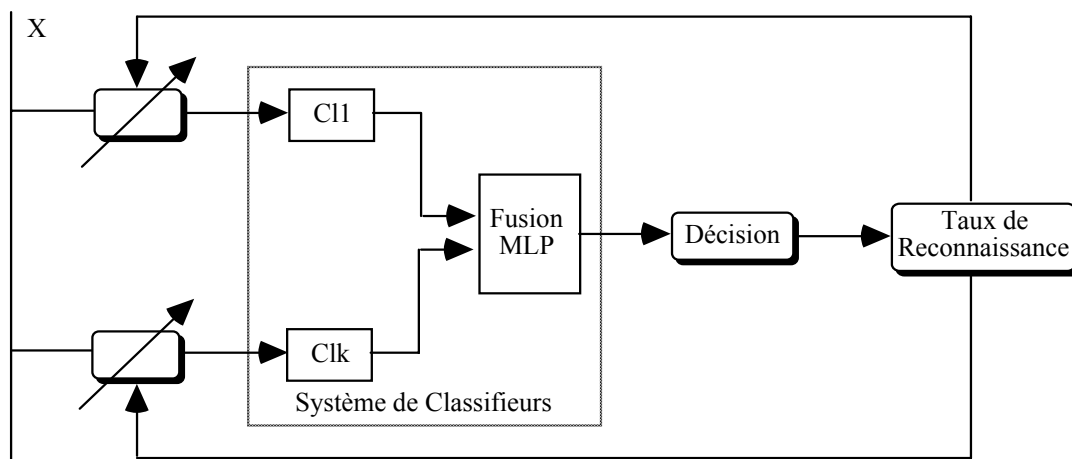 X
Cl1
Fusion
MLP
Décision
Taux de
Reconnaissance
Clk
Système de Classifieurs